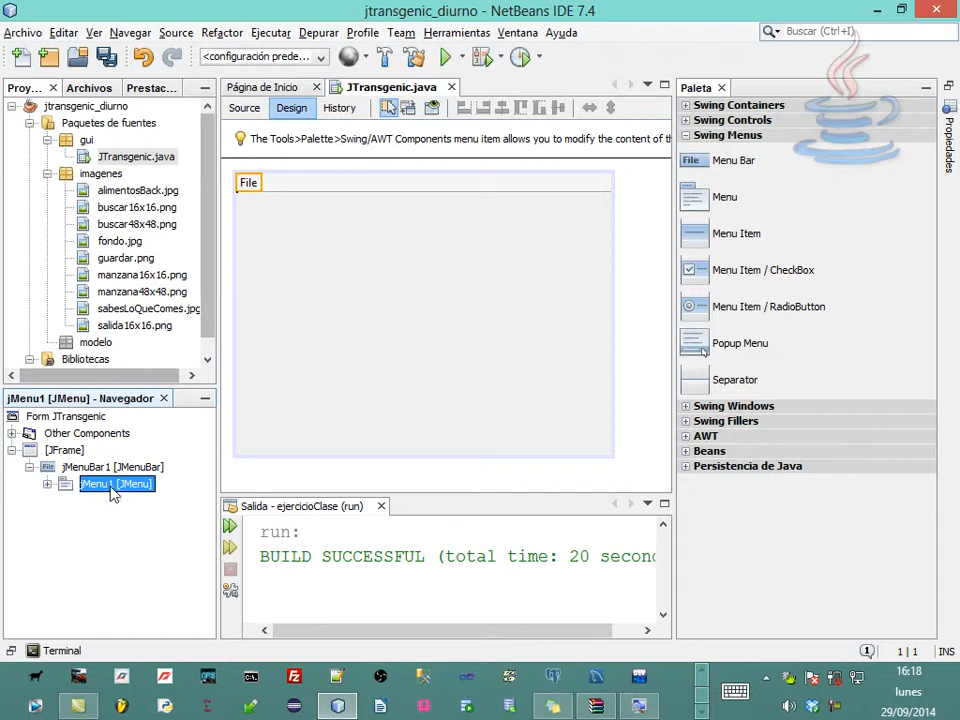 jtransgenic_diurno - NetBeans IDE 7.4
Archivo Editar Ver Navegar Source Refactor Ejecutar Depurar Profile Team Herramientas Ventana Ayuda
Buscar (Ctrl+I)
<configuración prede...
Proy... Archivos Prestac...
Página de Inicio JTransgenic.java
Paleta
Source Design History
The Tools>Palette>Swing/AWT Components menu item allows you to modify the content of th
jtransgenic_diurno
Paquetes de fuentes
gui
JTransgenic.java
imagenes
alimentosBack.jpg
buscar16x16.png
buscar48x48.png
fondo.jpg
guardar.png
manzana16x16.png
manzana48x48.png
sabesLoQueComes.jpg
salida16x16.png
modelo
Bibliotecas
File
Swing Containers
Swing Controls
Swing Menus
File Menu Bar
Menu
Menu Item
Menu Item / CheckBox
Menu Item / RadioButton
Popup Menu
Separator
Swing Windows
Swing Fillers
AWT
Beans
Persistencia de Java
Propiedades
jMenu1 [JMenu] - Navegador
Form JTransgenic
Other Components
[JFrame]
File jMenuBar1 [JMenuBar]
jMenu1 [JMenu]
Salida - ejercicioClase (run)
run:
BUILD SUCCESSFUL (total time: 20 second
Terminal
1 | 1 INS
16:18
lunes
29/09/2014